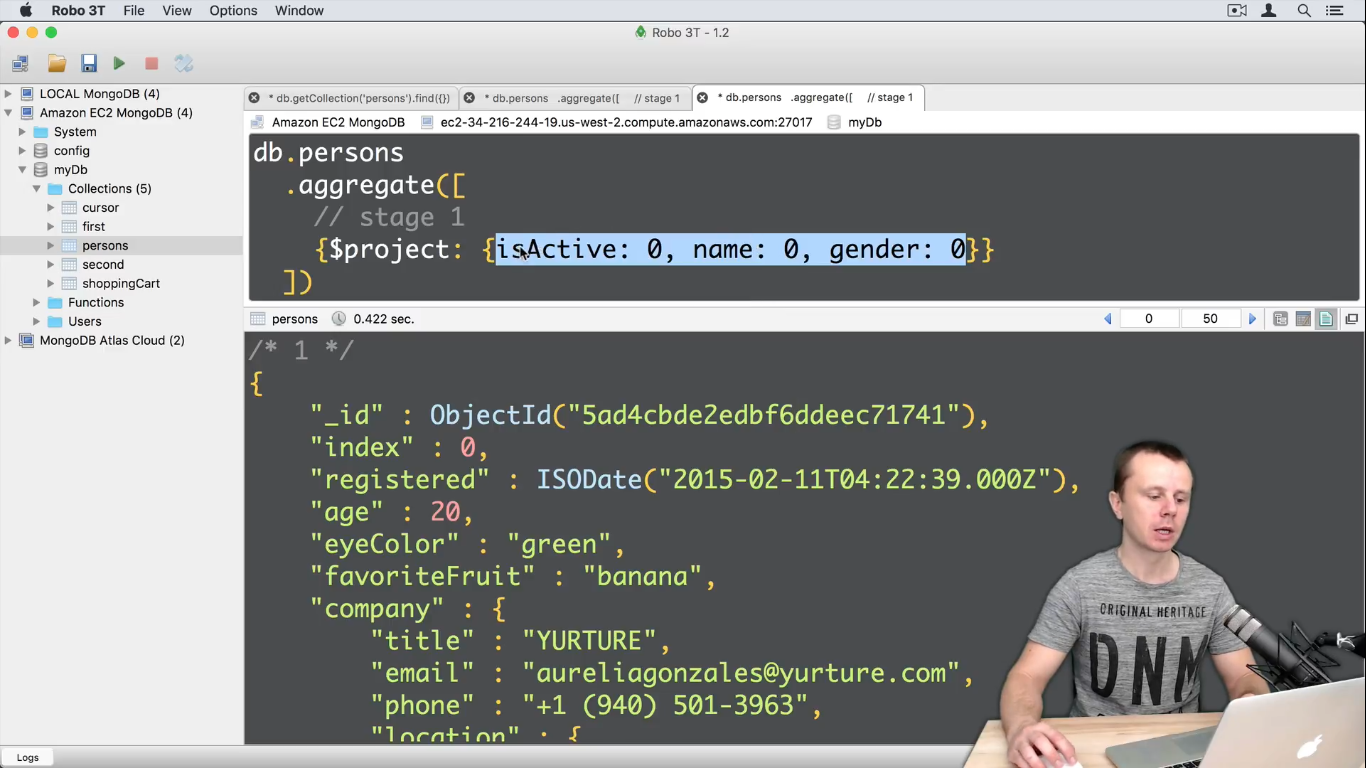 Robo 3T File View Options Window
Robo 3T - 1.2
LOCAL MongoDB (4)
Amazon EC2 MongoDB (4)
System
config
myDb
Collections (5)
cursor
first
persons
second
shoppingCart
Functions
Users
MongoDB Atlas Cloud (2)
* db.getCollection('persons').find({}) * db.persons .aggregate([ // stage 1 * db.persons .aggregate([ // stage 1
Amazon EC2 MongoDB ec2-34-216-244-19.us-west-2.compute.amazonaws.com:27017 myDb
db.persons
.aggregate([
// stage 1
{$project: {isActive: 0, name: 0, gender: 0}}
])
persons 0.422 sec. 0 50
/* 1 */
{
"_id" : ObjectId("5ad4cbde2edbf6ddeec71741"),
"index" : 0,
"registered" : ISODate("2015-02-11T04:22:39.000Z"),
"age" : 20,
"eyeColor" : "green",
"favoriteFruit" : "banana",
"company" : {
"title" : "YURTURE",
"email" : "aureliagonzales@yurture.com",
"phone" : "+1 (940) 501-3963",
"location" : {
ORIGINAL HERITAGE
DNM
Logs